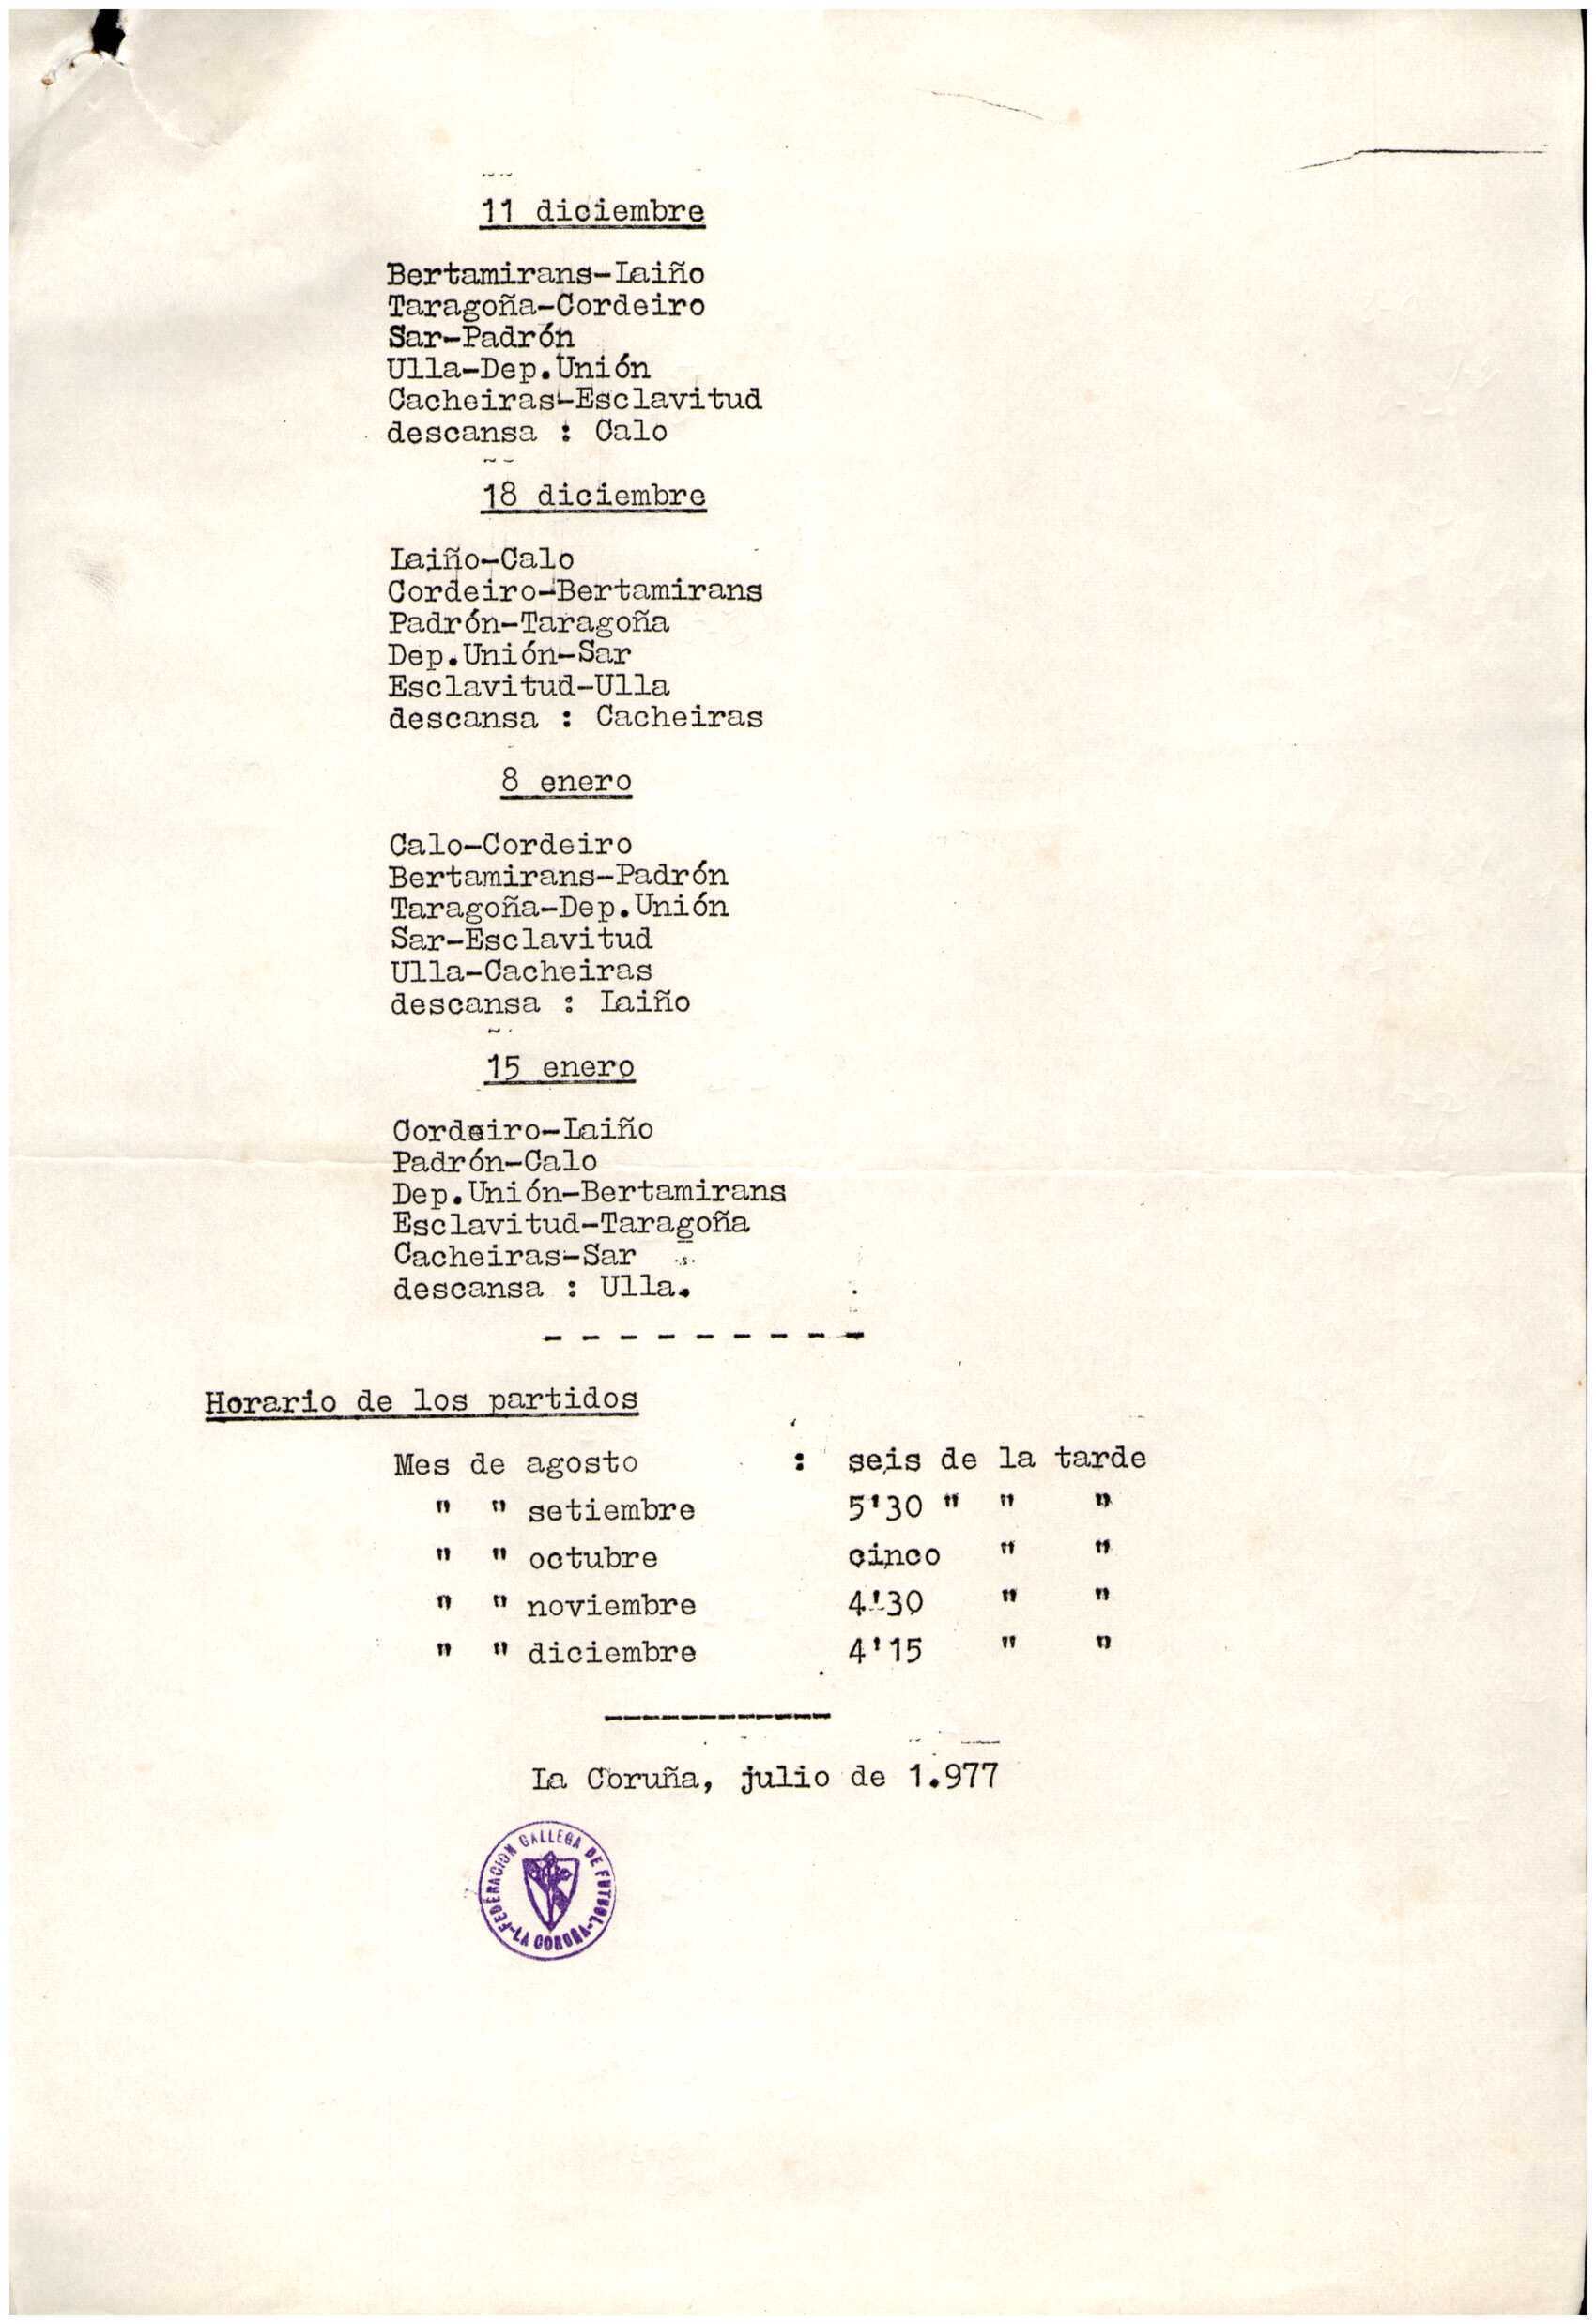 11 diciembre
Bertamirans-Laiño
Taragoña-Cordeiro
Sar-Padrón
Ulla-Dep.Unión
Cacheiras-Esclavitud
descansa : Calo
18 diciembre
Laiño-Calo
Cordeiro-Bertamirans
Padrón-Taragoña
Dep.Unión-Sar
Esclavitud-Ulla
descansa : Cacheiras
8 enero
Calo-Cordeiro
Bertamirans-Padrón
Taragoña-Dep.Unión
Sar-Esclavitud
Ulla-Cacheiras
descansa : Laiño
15 enero
Cordeiro-Laiño
Padrón-Calo
Dep.Unión-Bertamirans
Esclavitud-Taragoña
Cacheiras-Sar
descansa : Ulla.
- - - - - - - - -
Horario de los partidos
Mes de agosto : seis de la tarde
" " setiembre 5'30 " " "
" " octubre cinco " "
" " noviembre 4'30 " "
" " diciembre 4'15 " "
------------
La Coruña, julio de 1.977
FEDERACION GALLEGA DE FUTBOL
-LA CORUÑA-